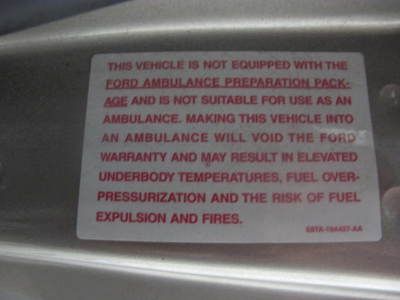 THIS VEHICLE IS NOT EQUIPPED WITH THE
FORD AMBULANCE PREPARATION PACK-
AGE AND IS NOT SUITABLE FOR USE AS AN
AMBULANCE. MAKING THIS VEHICLE INTO
AN AMBULANCE WILL VOID THE FORD
WARRANTY AND MAY RESULT IN ELEVATED
UNDERBODY TEMPERATURES, FUEL OVER-
PRESSURIZATION AND THE RISK OF FUEL
EXPULSION AND FIRES.